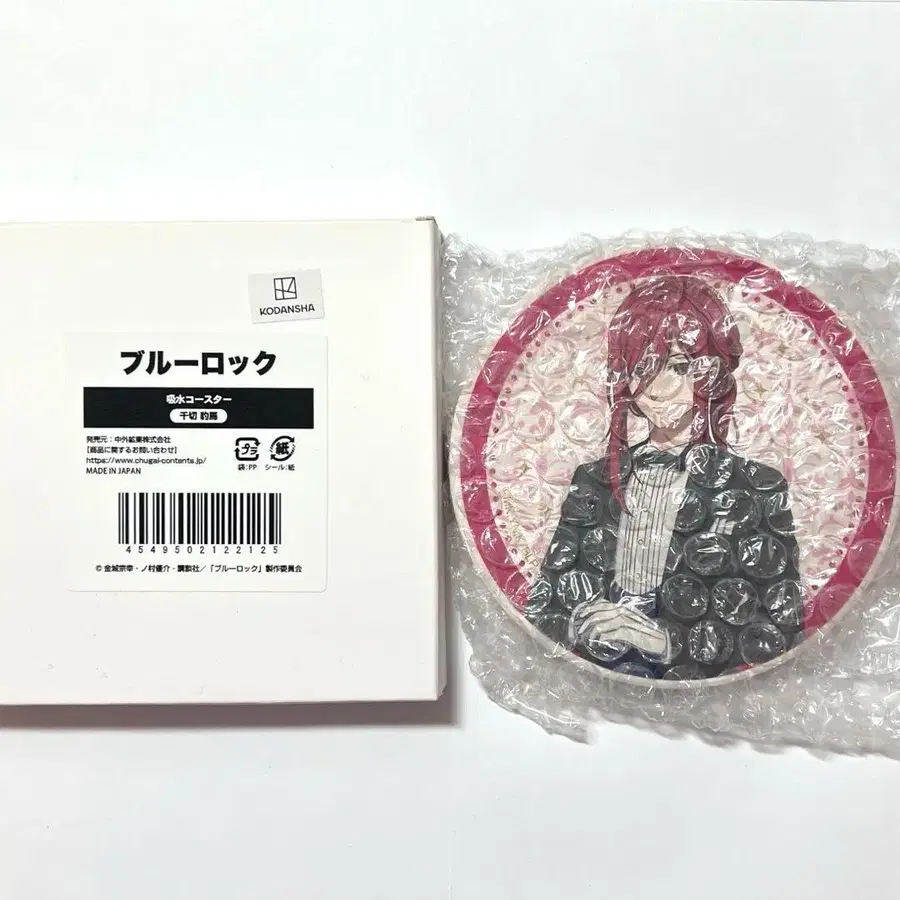 KODANSHA
ブルーロック
吸水コースター
千切 豹馬
発売元：中外鉱業株式会社
【商品に関するお問い合わせ】
https://www.chugai-contents.jp/
MADE IN JAPAN
プラ
紙
袋:PP
シール:紙
4549502122125
© 金城宗幸・ノ村優介・講談社／「ブルーロック」製作委員会